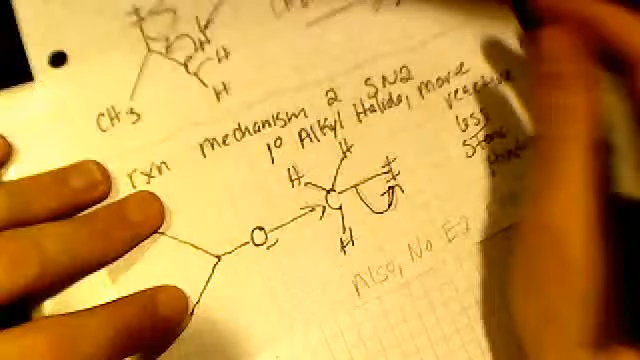 H
H
CH3
rxn mechanism 2 SN2
1° Alkyl Halide, more
reactive
less
H
H
I
C
O
H
Also, No E2